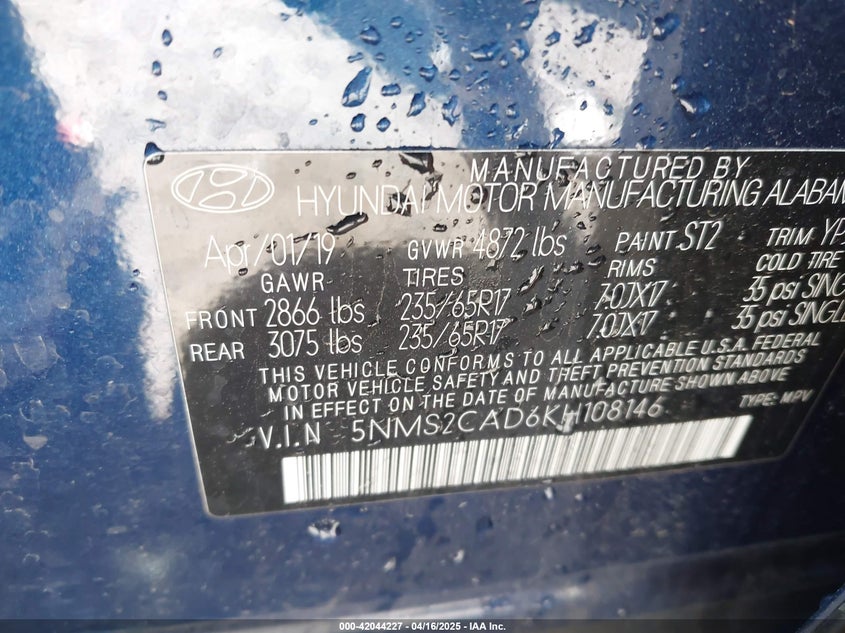 MANUFACTURED BY
HYUNDAI MOTOR MANUFACTURING ALABAM
Apr/01/19 GVWR 4872 lbs PAINT ST2 TRIM
GAWR TIRES RIMS COLD TIRE
FRONT 2866 lbs 235/65R17 7.0JX17 35 psi SINGL
REAR 3075 lbs 235/65R17 7.0JX17 35 psi SINGLE
THIS VEHICLE CONFORMS TO ALL APPLICABLE U.S.A. FEDERAL
MOTOR VEHICLE SAFETY AND THEFT PREVENTION STANDARDS
IN EFFECT ON THE DATE OF MANUFACTURE SHOWN ABOVE
V.I.N 5NMS2CAD6KH108146 TYPE: MPV
000-42044227 - 04/16/2025 - IAA Inc.